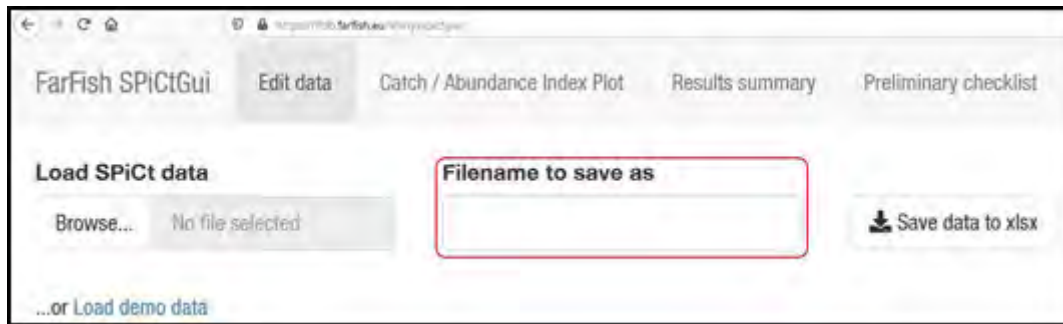 FarFish SPiCtGui Edit data Catch / Abundance Index Plot Results summary Preliminary checklist
Load SPiCt data Filename to save as
Browse... No file selected Save data to xlsx
...or Load demo data